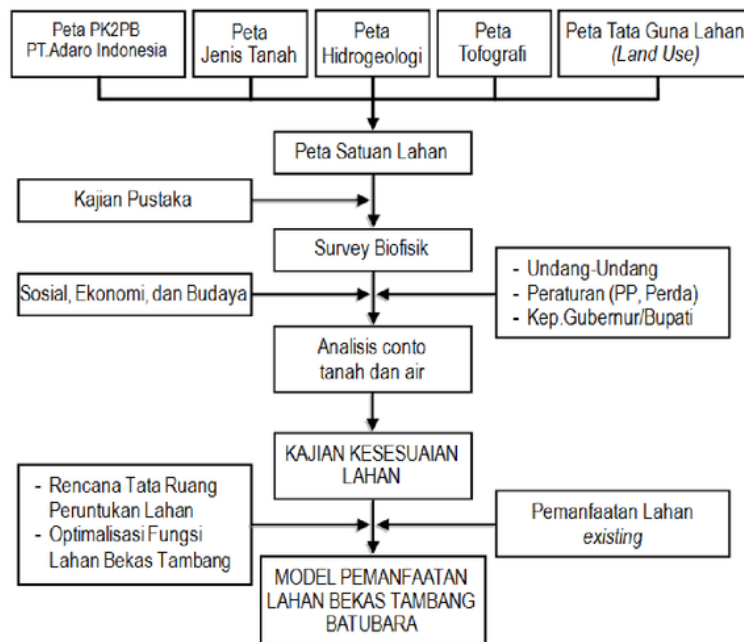 Peta PK2PB
PT.Adaro Indonesia
Peta
Jenis Tanah
Peta
Hidrogeologi
Peta
Tofografi
Peta Tata Guna Lahan
(Land Use)
Peta Satuan Lahan
Kajian Pustaka
Survey Biofisik
Sosial, Ekonomi, dan Budaya
- Undang-Undang
- Peraturan (PP, Perda)
- Kep.Gubernur/Bupati
Analisis conto
tanah dan air
KAJIAN KESESUAIAN
LAHAN
- Rencana Tata Ruang
Peruntukan Lahan
- Optimalisasi Fungsi
Lahan Bekas Tambang
Pemanfaatan Lahan
existing
MODEL PEMANFAATAN
LAHAN BEKAS TAMBANG
BATUBARA